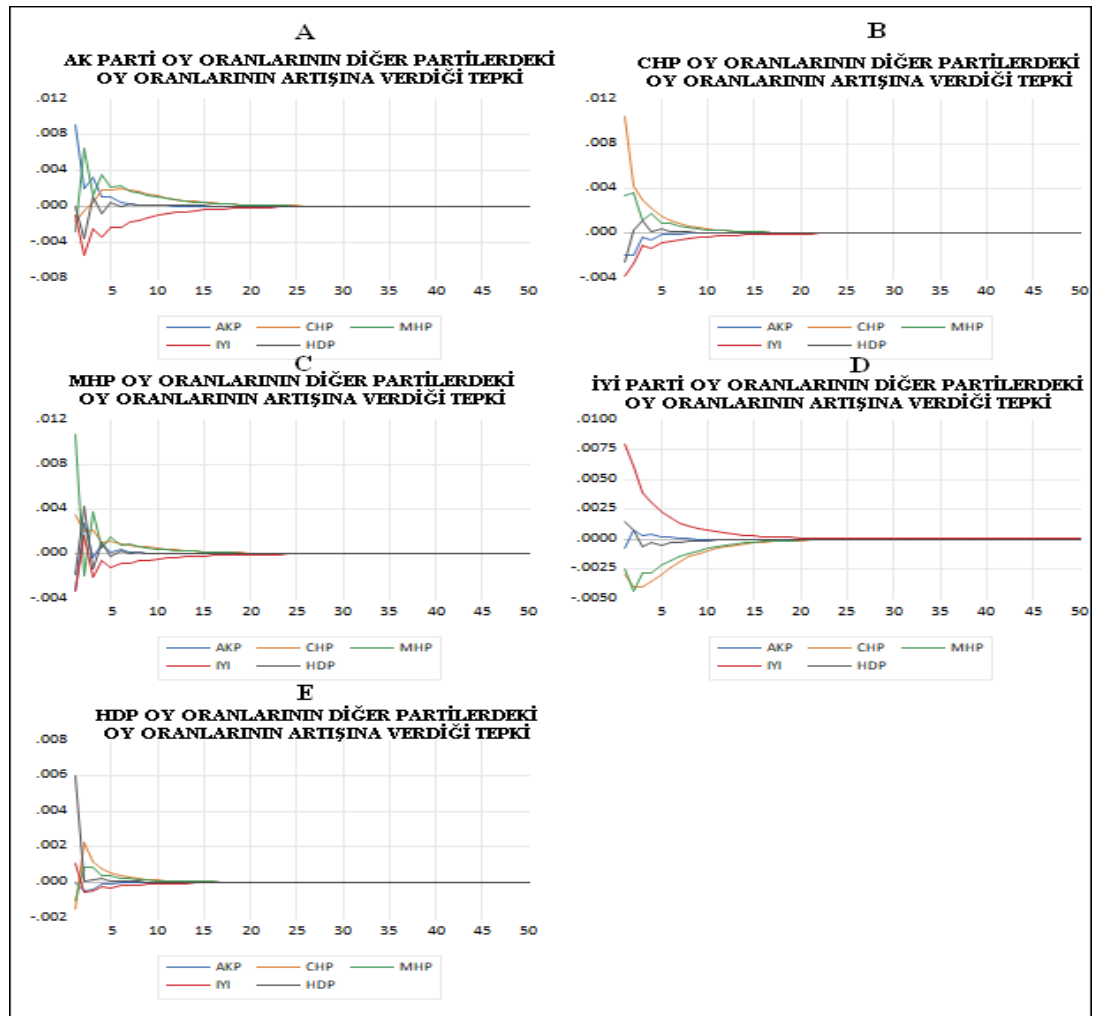 A
AK PARTİ OY ORANLARININ DİĞER PARTİLERDEKİ
OY ORANLARININ ARTIŞINA VERDİĞİ TEPKİ
.012
.008
.004
.000
-.004
-.008
5 10 15 20 25 30 35 40 45 50
AKP CHP MHP
IYI HDP
B
CHP OY ORANLARININ DİĞER PARTİLERDEKİ
OY ORANLARININ ARTIŞINA VERDİĞİ TEPKİ
.012
.008
.004
.000
-.004
5 10 15 20 25 30 35 40 45 50
AKP CHP MHP
IYI HDP
C
MHP OY ORANLARININ DİĞER PARTİLERDEKİ
OY ORANLARININ ARTIŞINA VERDİĞİ TEPKİ
.012
.008
.004
.000
-.004
5 10 15 20 25 30 35 40 45 50
AKP CHP MHP
IYI HDP
D
İYİ PARTİ OY ORANLARININ DİĞER PARTİLERDEKİ
OY ORANLARININ ARTIŞINA VERDİĞİ TEPKİ
.0100
.0075
.0050
.0025
.0000
-.0025
-.0050
5 10 15 20 25 30 35 40 45 50
AKP CHP MHP
IYI HDP
E
HDP OY ORANLARININ DİĞER PARTİLERDEKİ
OY ORANLARININ ARTIŞINA VERDİĞİ TEPKİ
.008
.006
.004
.002
.000
-.002
5 10 15 20 25 30 35 40 45 50
AKP CHP MHP
IYI HDP